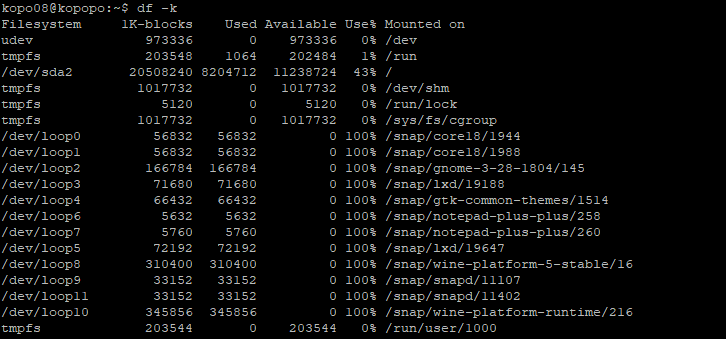 kopo08@kopopo:~$ df -k
Filesystem     1K-blocks    Used Available Use% Mounted on
udev              973336       0    973336   0% /dev
tmpfs             203548    1064    202484   1% /run
/dev/sda2       20508240 8204712  11238724  43% /
tmpfs            1017732       0   1017732   0% /dev/shm
tmpfs               5120       0      5120   0% /run/lock
tmpfs            1017732       0   1017732   0% /sys/fs/cgroup
/dev/loop0         56832   56832         0 100% /snap/core18/1944
/dev/loop1         56832   56832         0 100% /snap/core18/1988
/dev/loop2        166784  166784         0 100% /snap/gnome-3-28-1804/145
/dev/loop3         71680   71680         0 100% /snap/lxd/19188
/dev/loop4         66432   66432         0 100% /snap/gtk-common-themes/1514
/dev/loop6          5632    5632         0 100% /snap/notepad-plus-plus/258
/dev/loop7          5760    5760         0 100% /snap/notepad-plus-plus/260
/dev/loop5         72192   72192         0 100% /snap/lxd/19647
/dev/loop8        310400  310400         0 100% /snap/wine-platform-5-stable/16
/dev/loop9         33152   33152         0 100% /snap/snapd/11107
/dev/loop11        33152   33152         0 100% /snap/snapd/11402
/dev/loop10       345856  345856         0 100% /snap/wine-platform-runtime/216
tmpfs             203544       0    203544   0% /run/user/1000